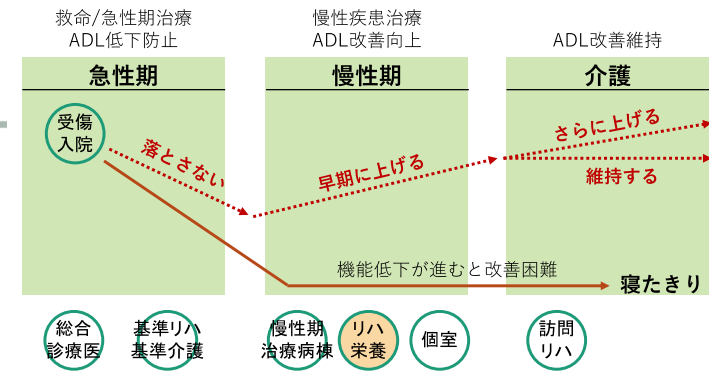 救命/急性期治療
ADL低下防止
慢性疾患治療
ADL改善向上
ADL改善維持
急性期
慢性期
介護
受傷
入院
落とさない
早期に上げる
さらに上げる
維持する
機能低下が進むと改善困難
寝たきり
総合
診療医
基準リハ
基準介護
慢性期
治療病棟
リハ
栄養
個室
訪問
リハ